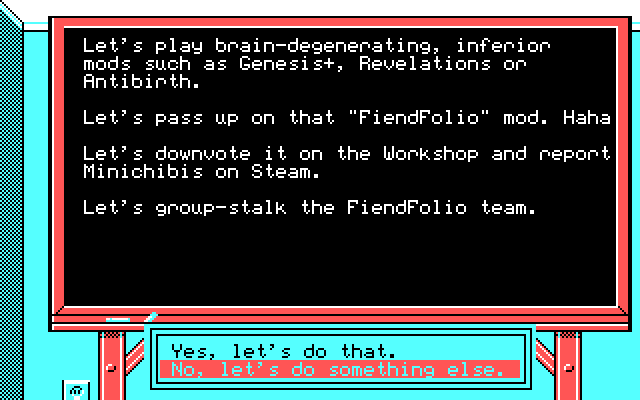 Let's play brain-degenerating, inferior
mods such as Genesis+, Revelations or
Antibirth.
Let's pass up on that "FiendFolio" mod. Haha
Let's downvote it on the Workshop and report
Minichibis on Steam.
Let's group-stalk the FiendFolio team.
Yes, let's do that.
No, let's do something else.